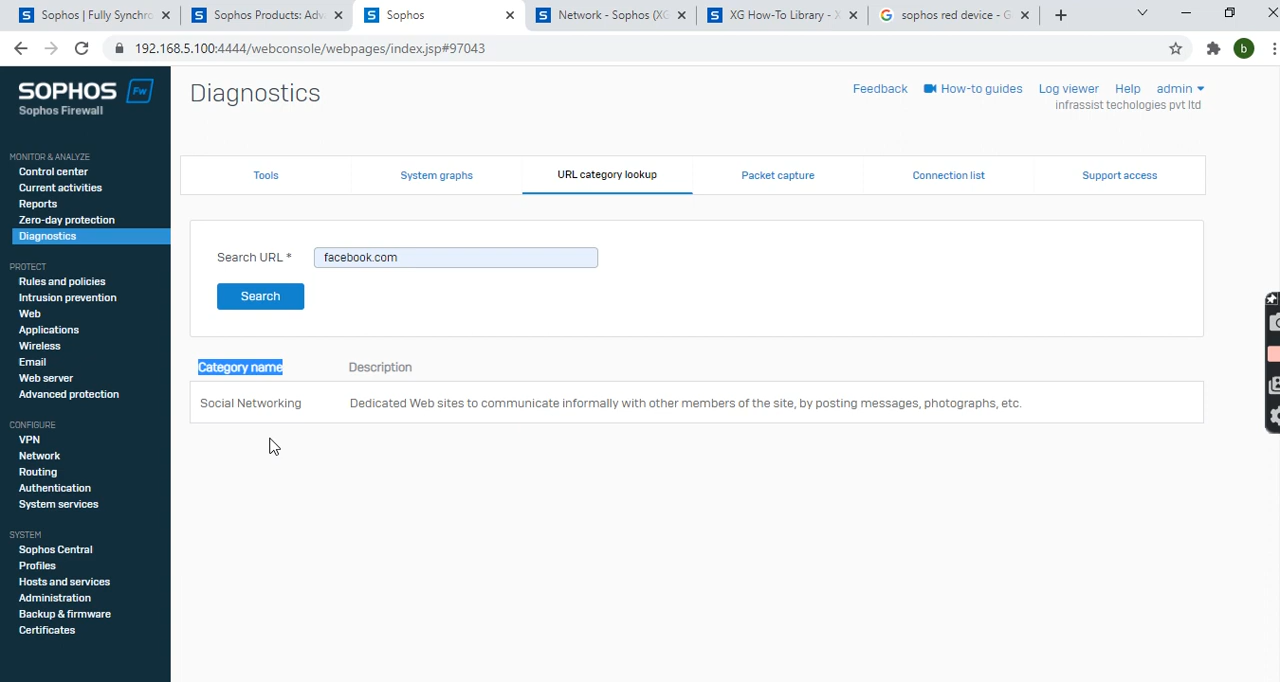 Sophos | Fully Synchro
Sophos Products: Adv
Sophos
Network - Sophos (XG
XG How-To Library -
sophos red device - G
192.168.5.100:4444/webconsole/webpages/index.jsp#97043
b
SOPHOS Fw
Sophos Firewall
MONITOR & ANALYZE
Control center
Current activities
Reports
Zero-day protection
Diagnostics
PROTECT
Rules and policies
Intrusion prevention
Web
Applications
Wireless
Email
Web server
Advanced protection
CONFIGURE
VPN
Network
Routing
Authentication
System services
SYSTEM
Sophos Central
Profiles
Hosts and services
Administration
Backup & firmware
Certificates
Diagnostics
Feedback How-to guides Log viewer Help admin
infrassist techologies pvt ltd
Tools System graphs URL category lookup Packet capture Connection list Support access
Search URL * facebook.com
Search
Category name Description
Social Networking Dedicated Web sites to communicate informally with other members of the site, by posting messages, photographs, etc.